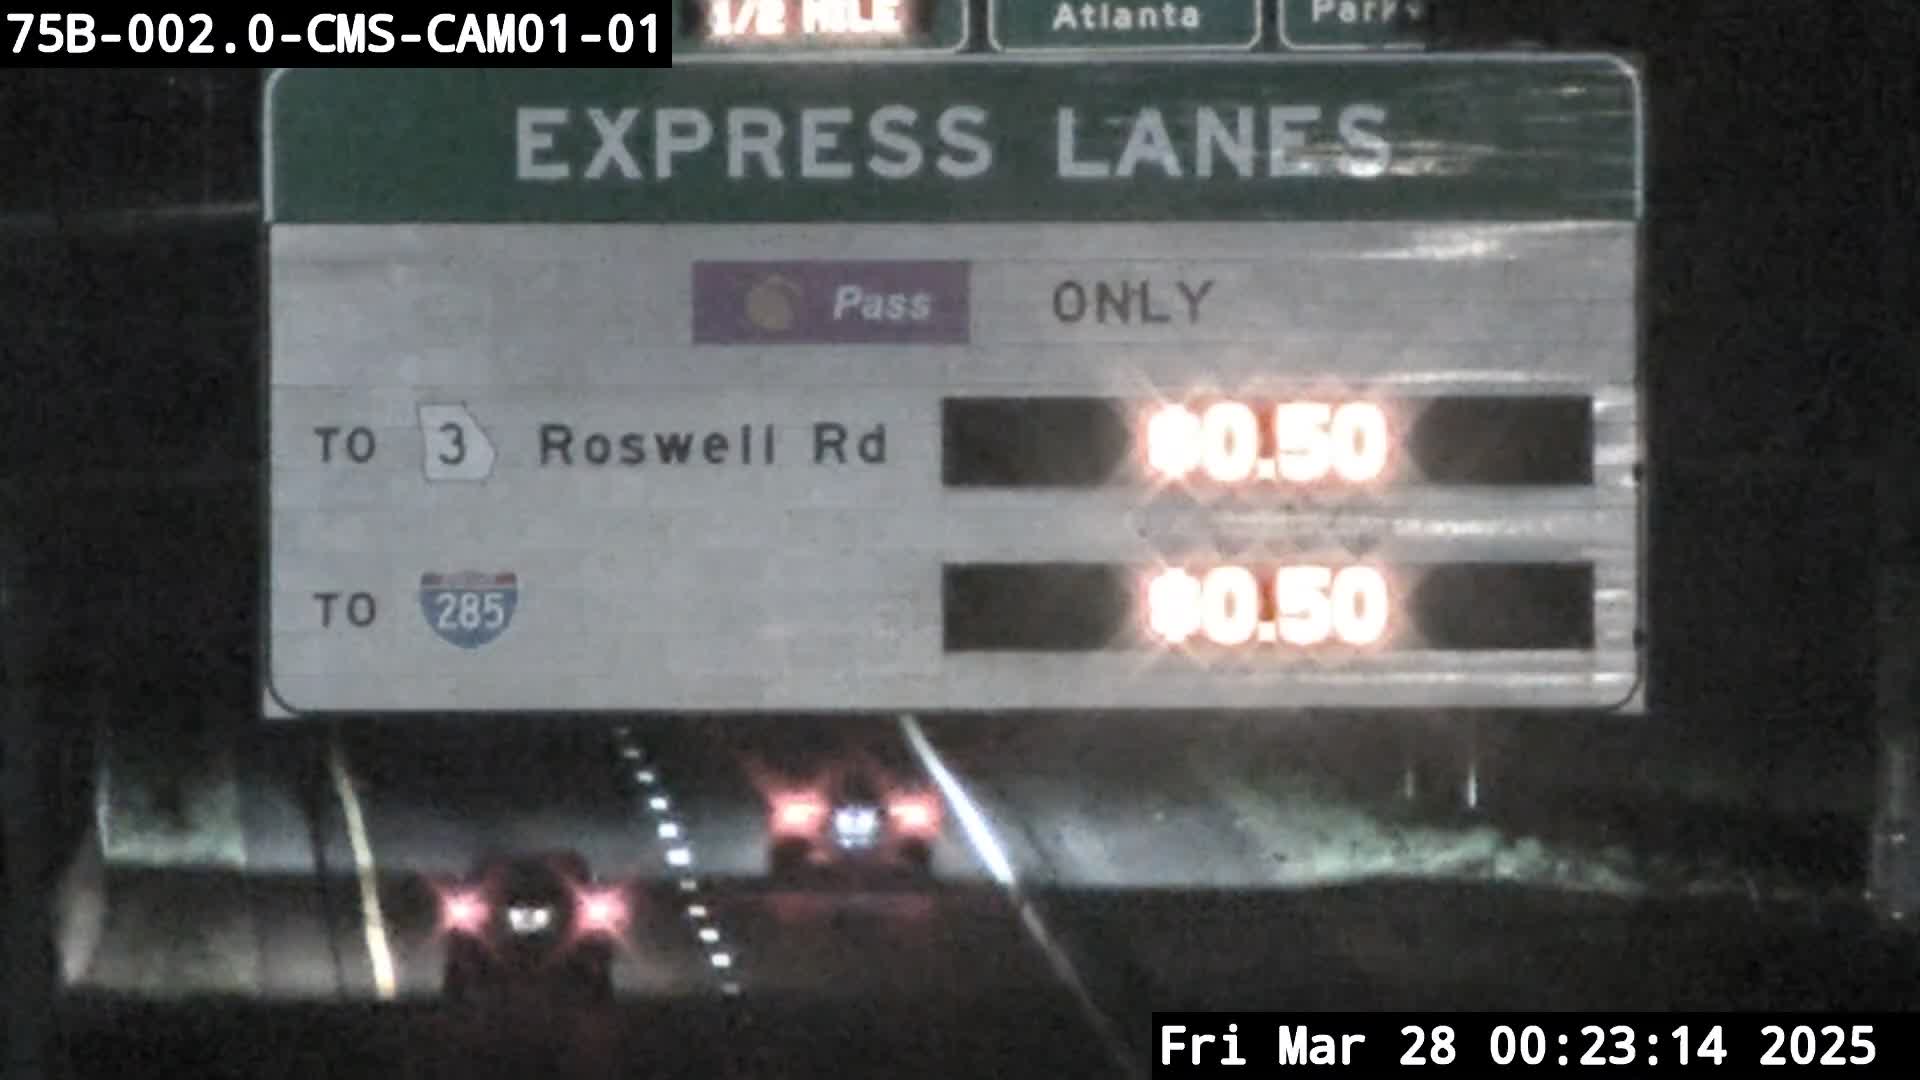 75B-002.0-CMS-CAM01-01
1/2 MILE
Atlanta
EXPRESS LANES
Pass ONLY
TO 3 Roswell Rd $0.50
TO 285 $0.50
Fri Mar 28 00:23:14 2025